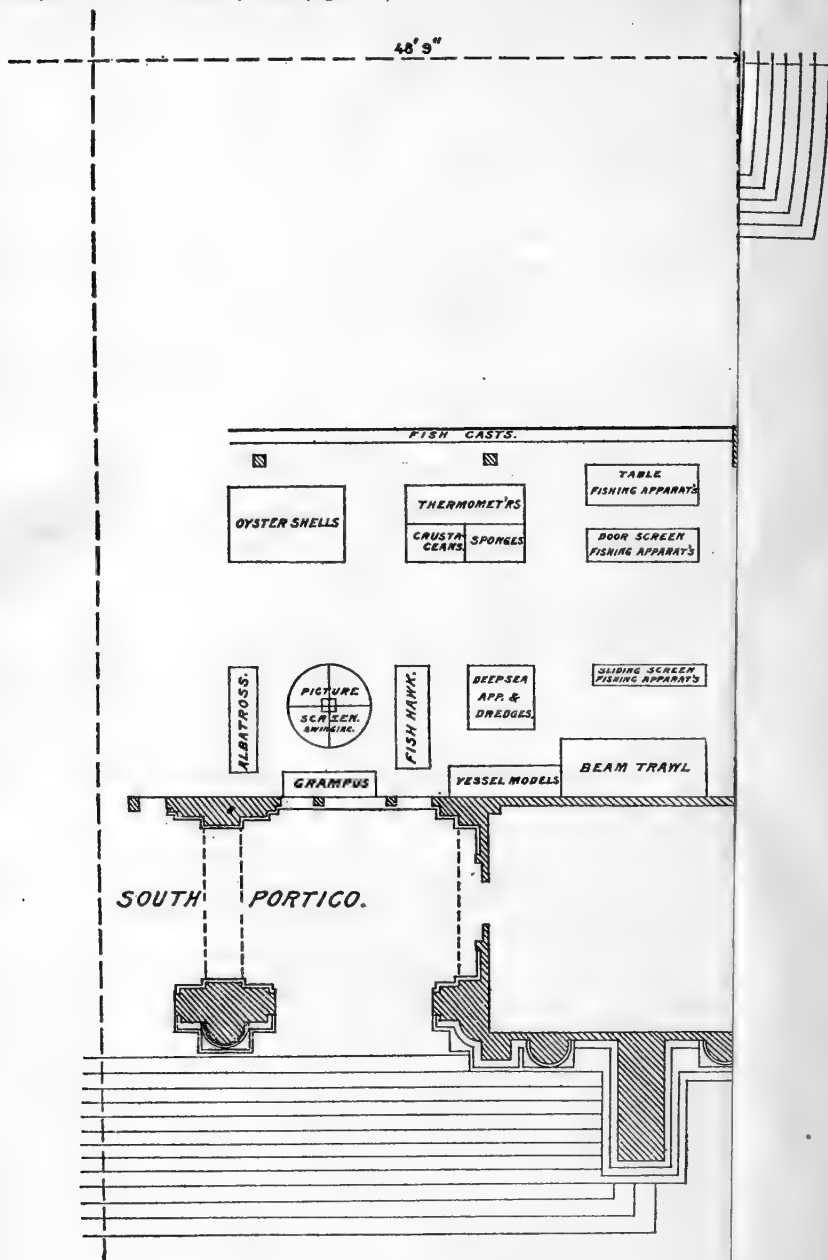 48' 9"
FISH CASTS.
OYSTER SHELLS
THERMOMET'RS
CRUSTA-
CEANS.
SPONGES
TABLE
FISHING APPARAT'S
DOOR SCREEN
FISHING APPARAT'S
ALBATROSS.
PICTURE
SCREEN.
SWINGING.
FISH HAWK.
DEEPSEA
APP. &
DREDGES.
SLIDING SCREEN
FISHING APPARAT'S
GRAMPUS
VESSEL MODELS
BEAM TRAWL
SOUTH PORTICO.